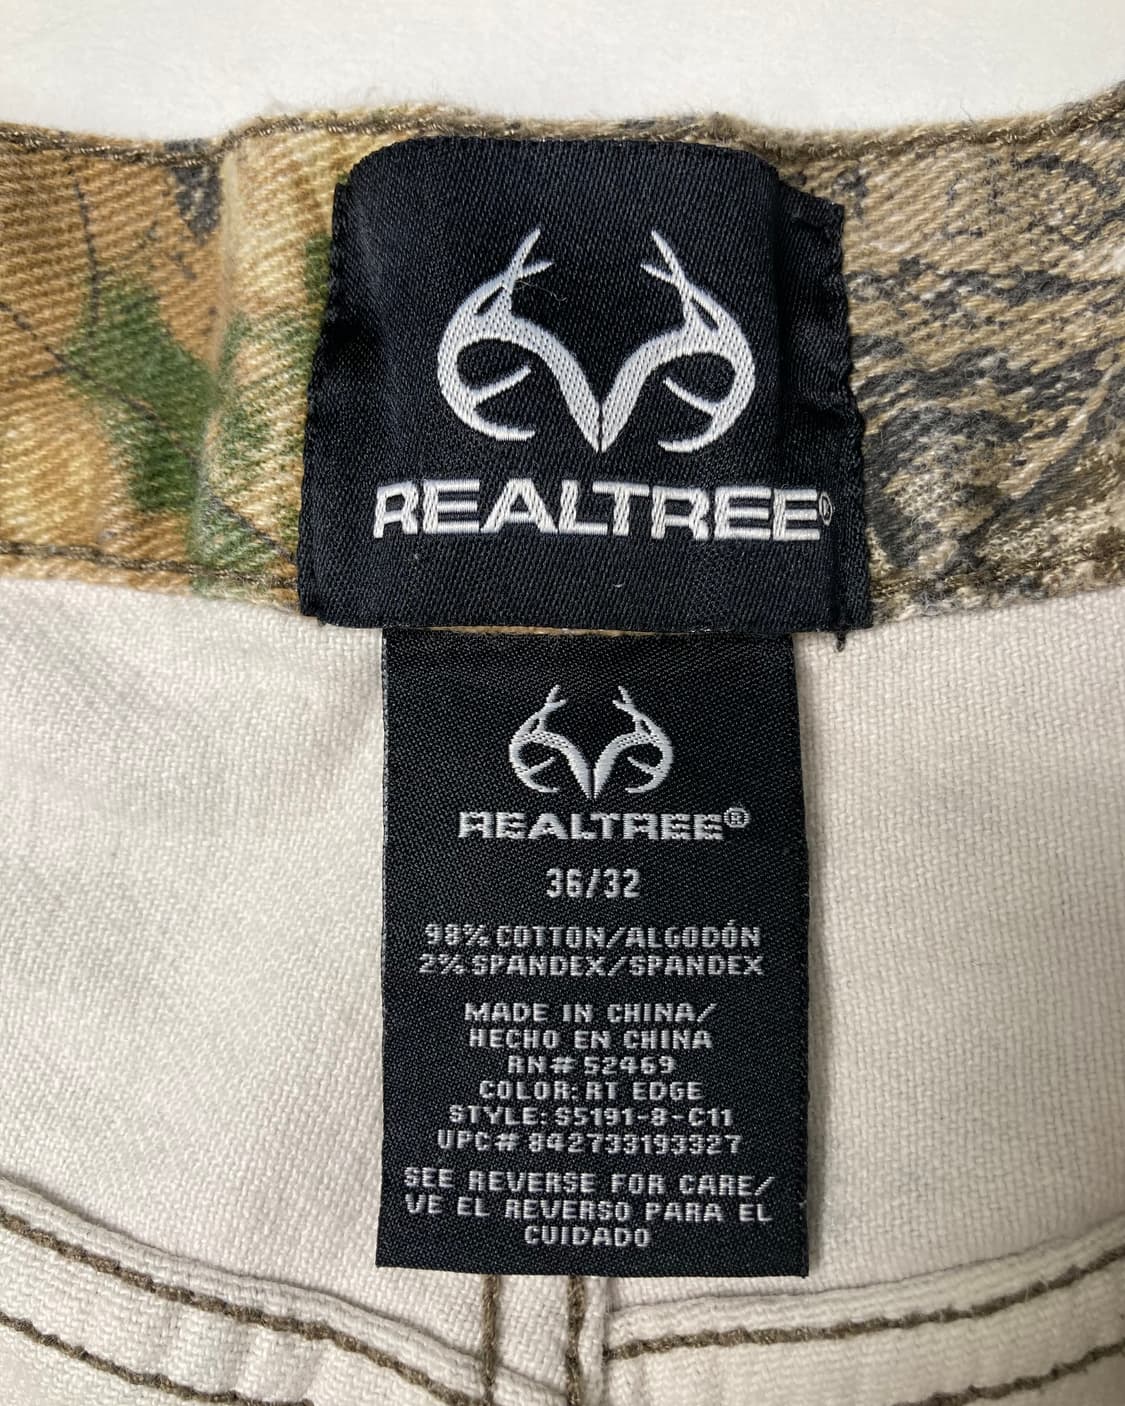 REALTREE®
REALTREE®
36/32
98% COTTON/ALGODÓN
2% SPANDEX/SPANDEX
MADE IN CHINA/
HECHO EN CHINA
RN# 52469
COLOR: RT EDGE
STYLE: S5191-8-C11
UPC# 842733193327
SEE REVERSE FOR CARE/
VE EL REVERSO PARA EL
CUIDADO